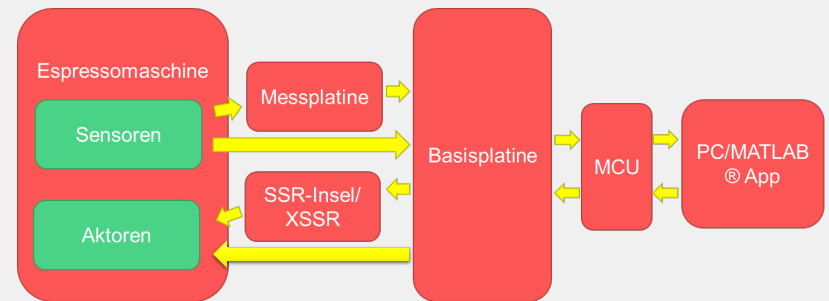 Espressomaschine
Sensoren
Aktoren
Messplatine
SSR-Insel/
XSSR
Basisplatine
MCU
PC/MATLAB
® App